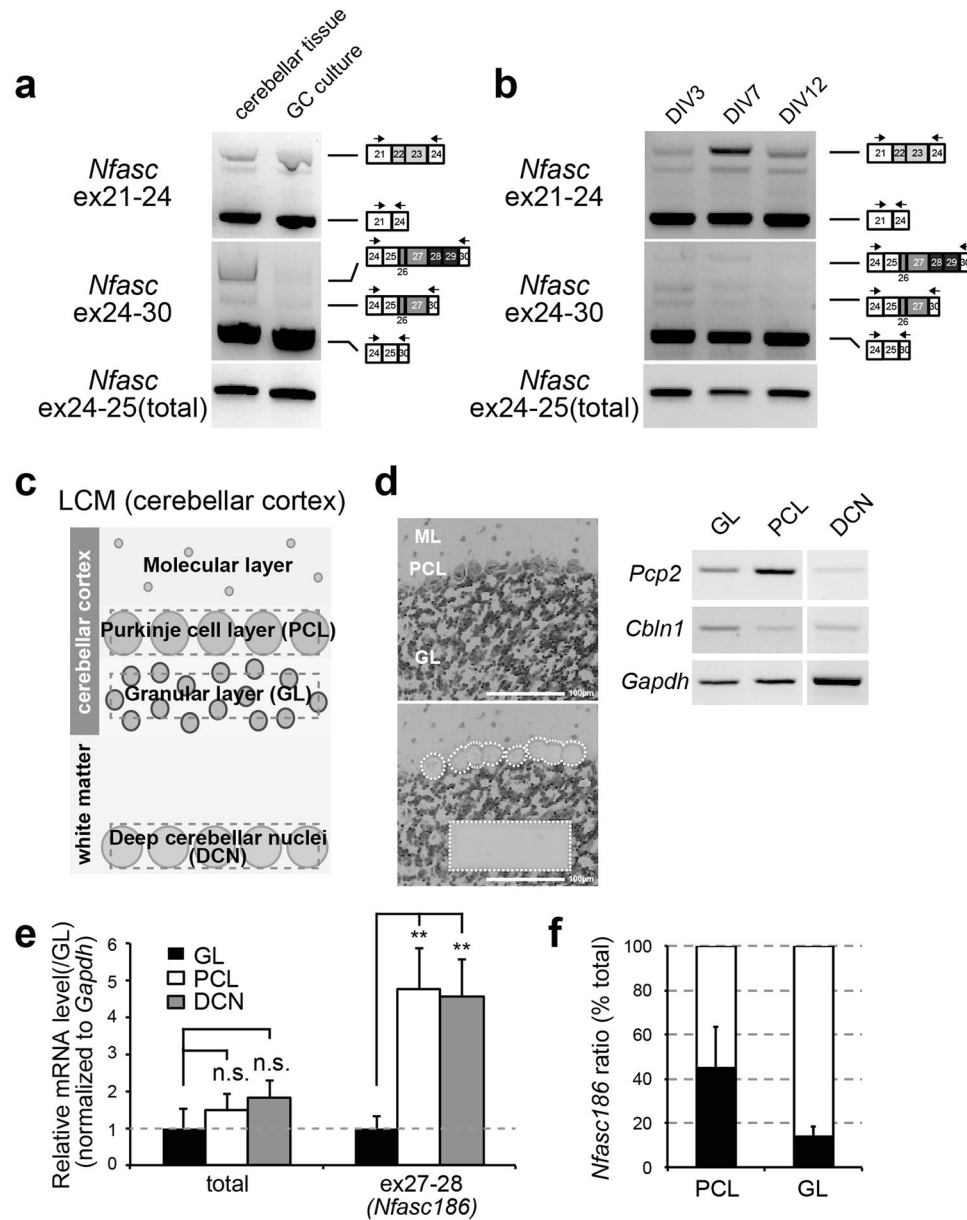 a
cerebellar tissue
GC culture
Nfasc
ex21-24
21 22 23 24
21 24
Nfasc
ex24-30
24 25 27 28 29 30
26
24 25 27 30
26
24 25 30
Nfasc
ex24-25(total)
b
DIV3 DIV7 DIV12
Nfasc
ex21-24
21 22 23 24
21 24
Nfasc
ex24-30
24 25 27 28 29 30
26
24 25 27 30
26
24 25 30
Nfasc
ex24-25(total)
c
LCM (cerebellar cortex)
cerebellar cortex
white matter
Molecular layer
Purkinje cell layer (PCL)
Granular layer (GL)
Deep cerebellar nuclei
(DCN)
d
ML
PCL
GL
100µm
100µm
GL PCL DCN
Pcp2
Cbln1
Gapdh
e
Relative mRNA level(/GL)
(normalized to Gapdh)
6
5
4
3
2
1
0
GL
PCL
DCN
n.s.
n.s.
**
**
total
ex27-28
(Nfasc186)
f
Nfasc186 ratio (% total)
100
80
60
40
20
0
PCL
GL